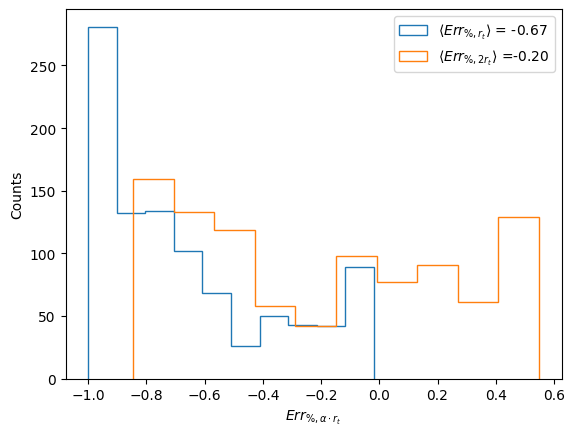 ⟨Err%,rt⟩ = -0.67
⟨Err%,2rt⟩ =-0.20
Counts
250
200
150
100
50
0
−1.0 −0.8 −0.6 −0.4 −0.2 0.0 0.2 0.4 0.6
Err%,α · rt